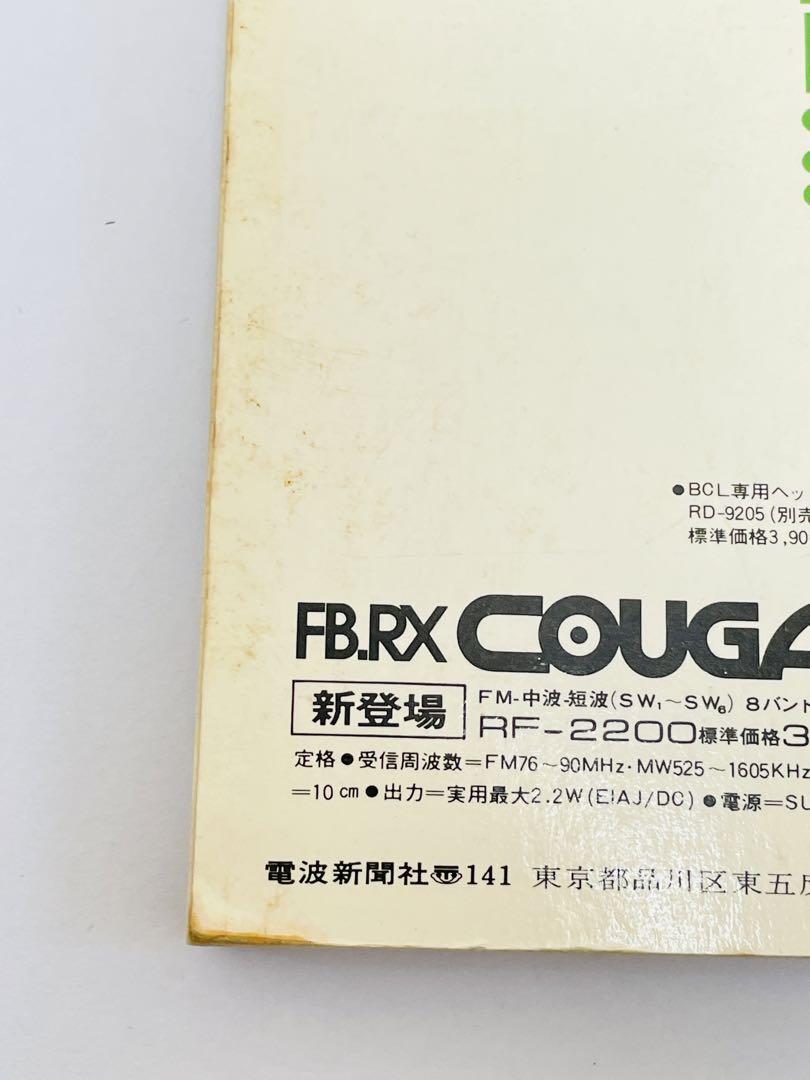 ●BCL専用ヘッ
RD-9205(別売
標準価格3,90
FB.RX COUGA
新登場
FM-中波-短波(SW₁～SW₆) 8バンド
RF-2200標準価格3
定格●受信周波数=FM76～90MHz・MW525～1605KHz
=10cm●出力=実用最大2.2W(EIAJ/DC)●電源=SU
電波新聞社〠141 東京都品川区東五反